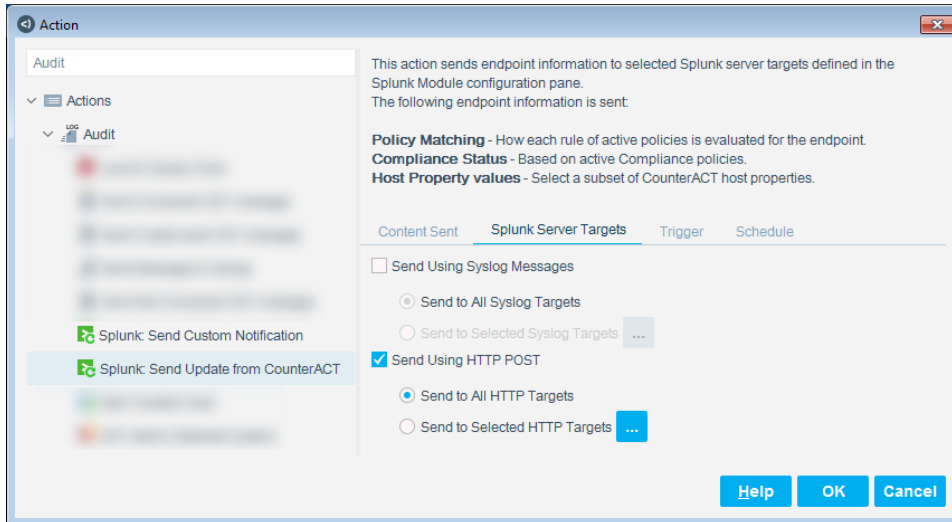 Action
Audit
Actions
LOG
Audit
Splunk: Send Custom Notification
Splunk: Send Update from CounterACT
This action sends endpoint information to selected Splunk server targets defined in the
Splunk Module configuration pane.
The following endpoint information is sent:
Policy Matching - How each rule of active policies is evaluated for the endpoint.
Compliance Status - Based on active Compliance policies.
Host Property values - Select a subset of CounterACT host properties.
Content Sent Splunk Server Targets Trigger Schedule
Send Using Syslog Messages
Send to All Syslog Targets
Send to Selected Syslog Targets ...
Send Using HTTP POST
Send to All HTTP Targets
Send to Selected HTTP Targets ...
Help OK Cancel